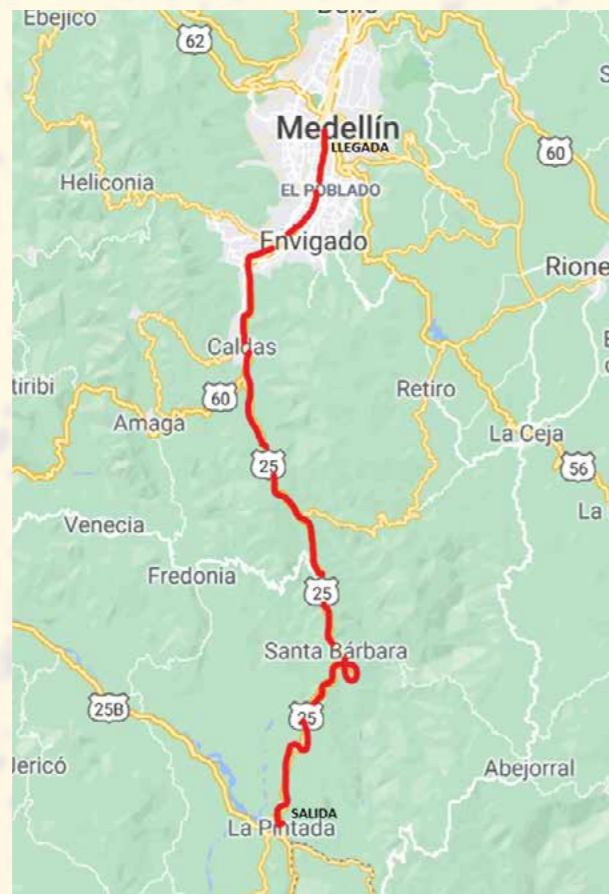 Ebejico
62
Medellín
LLEGADA
60
EL POBLADO
Heliconia
Envigado
Rione
Caldas
tiribi
60
Retiro
Amaga
La Ceja
25
56
La
Venecia
Fredonia
25
Santa Bárbara
25B
25
Jericó
Abejorral
SALIDA
La Pintada